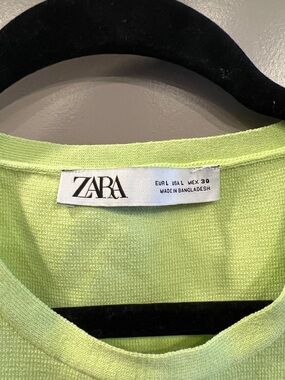 ZARA
EUR L USA L MEX 30
MADE IN BANGLADESH